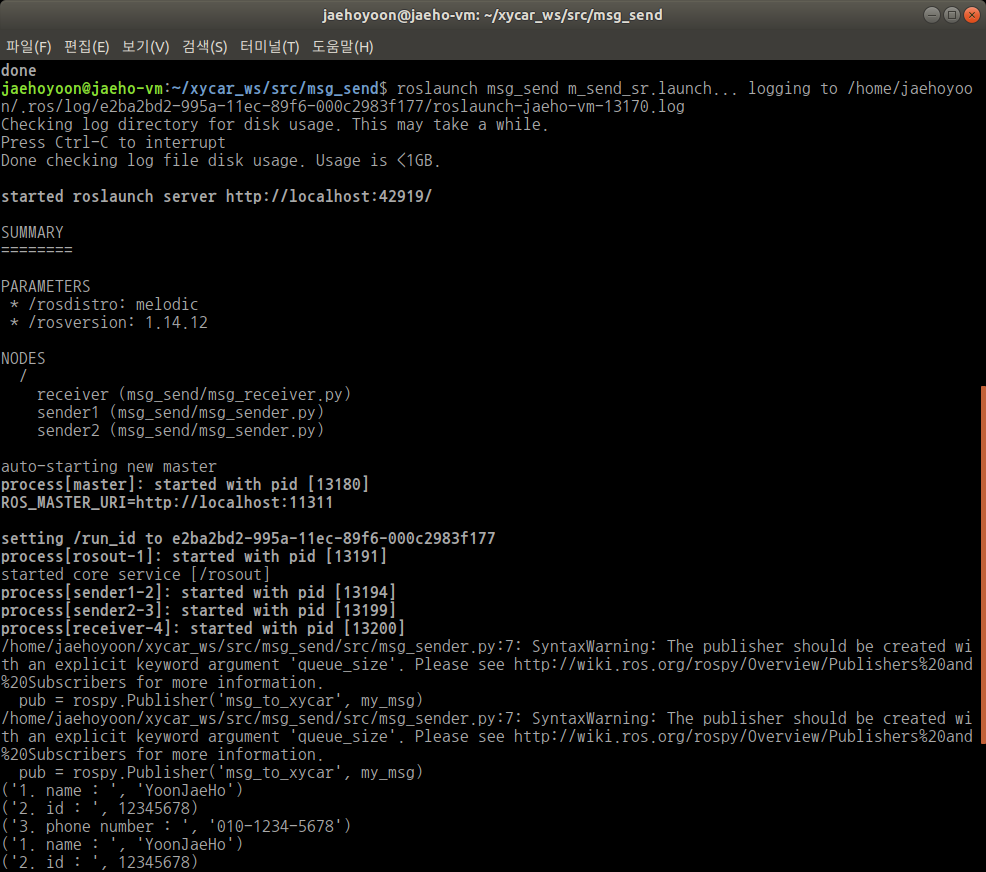 jaehoyoon@jaeho-vm: ~/xycar_ws/src/msg_send
파일(F) 편집(E) 보기(V) 검색(S) 터미널(T) 도움말(H)
done
jaehoyoon@jaeho-vm:~/xycar_ws/src/msg_send$ roslaunch msg_send m_send_sr.launch... logging to /home/jaehoyoo
n/.ros/log/e2ba2bd2-995a-11ec-89f6-000c2983f177/roslaunch-jaeho-vm-13170.log
Checking log directory for disk usage. This may take a while.
Press Ctrl-C to interrupt
Done checking log file disk usage. Usage is <1GB.
started roslaunch server http://localhost:42919/
SUMMARY
========
PARAMETERS
 * /rosdistro: melodic
 * /rosversion: 1.14.12
NODES
  /
    receiver (msg_send/msg_receiver.py)
    sender1 (msg_send/msg_sender.py)
    sender2 (msg_send/msg_sender.py)
auto-starting new master
process[master]: started with pid [13180]
ROS_MASTER_URI=http://localhost:11311
setting /run_id to e2ba2bd2-995a-11ec-89f6-000c2983f177
process[rosout-1]: started with pid [13191]
started core service [/rosout]
process[sender1-2]: started with pid [13194]
process[sender2-3]: started with pid [13199]
process[receiver-4]: started with pid [13200]
/home/jaehoyoon/xycar_ws/src/msg_send/src/msg_sender.py:7: SyntaxWarning: The publisher should be created wi
th an explicit keyword argument 'queue_size'. Please see http://wiki.ros.org/rospy/Overview/Publishers%20and
%20Subscribers for more information.
  pub = rospy.Publisher('msg_to_xycar', my_msg)
/home/jaehoyoon/xycar_ws/src/msg_send/src/msg_sender.py:7: SyntaxWarning: The publisher should be created wi
th an explicit keyword argument 'queue_size'. Please see http://wiki.ros.org/rospy/Overview/Publishers%20and
%20Subscribers for more information.
  pub = rospy.Publisher('msg_to_xycar', my_msg)
('1. name : ', 'YoonJaeHo')
('2. id : ', 12345678)
('3. phone number : ', '010-1234-5678')
('1. name : ', 'YoonJaeHo')
('2. id : ', 12345678)